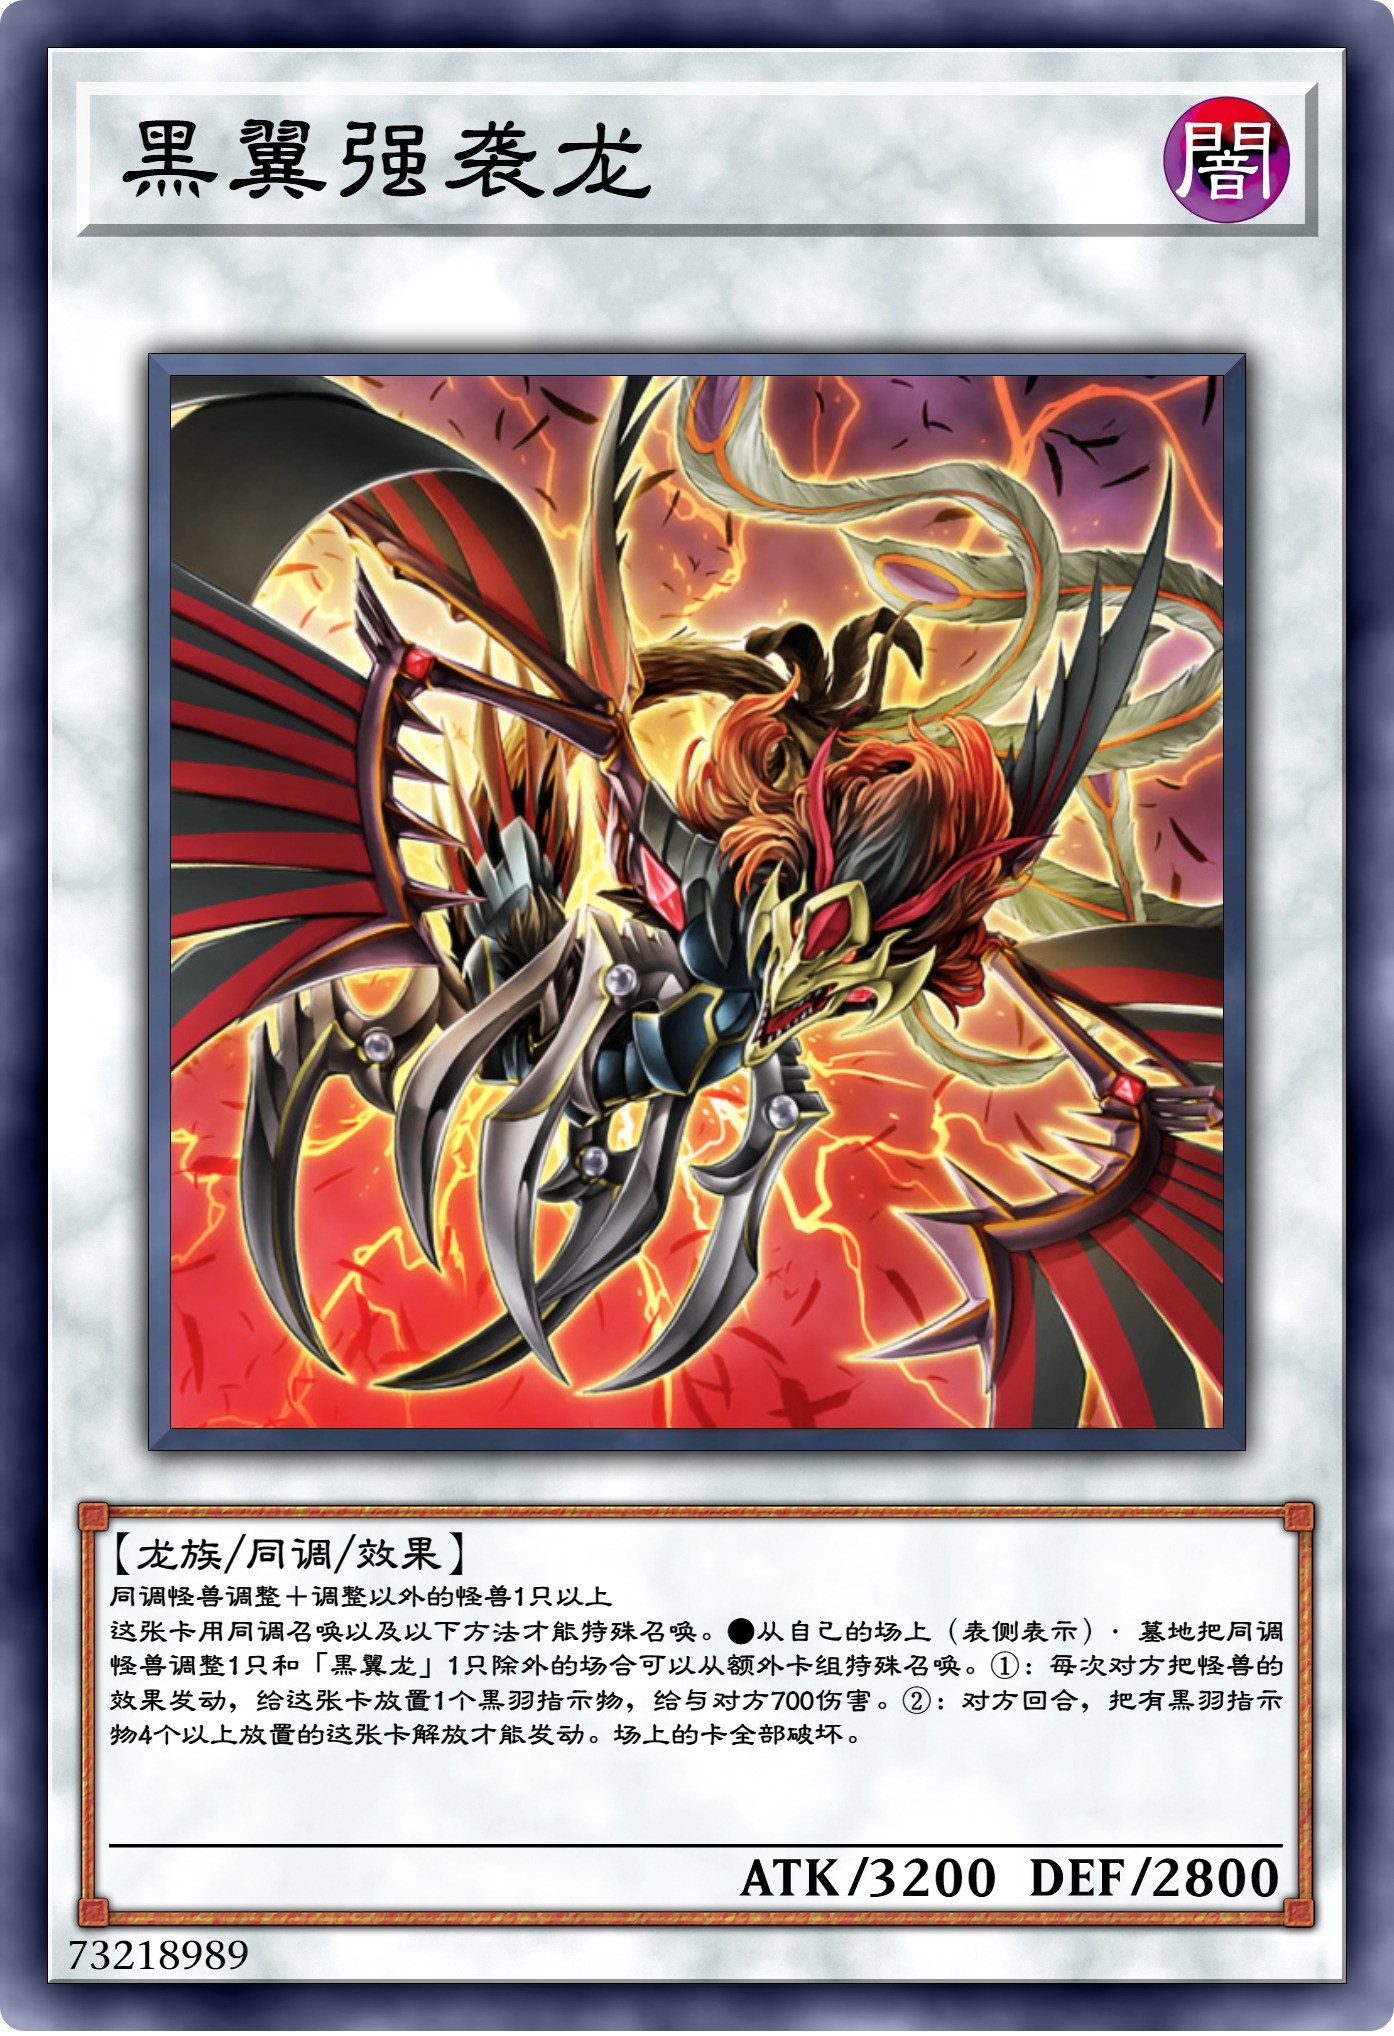 黑翼强袭龙
闇
【龙族/同调/效果】
同调怪兽调整＋调整以外的怪兽1只以上
这张卡用同调召唤以及以下方法才能特殊召唤。●从自己的场上（表侧表示）· 墓地把同调
怪兽调整1只和「黑翼龙」1只除外的场合可以从额外卡组特殊召唤。①：每次对方把怪兽的
效果发动，给这张卡放置1个黑羽指示物，给与对方700伤害。②：对方回合，把有黑羽指示
物4个以上放置的这张卡解放才能发动。场上的卡全部破坏。
ATK/3200 DEF/2800
73218989